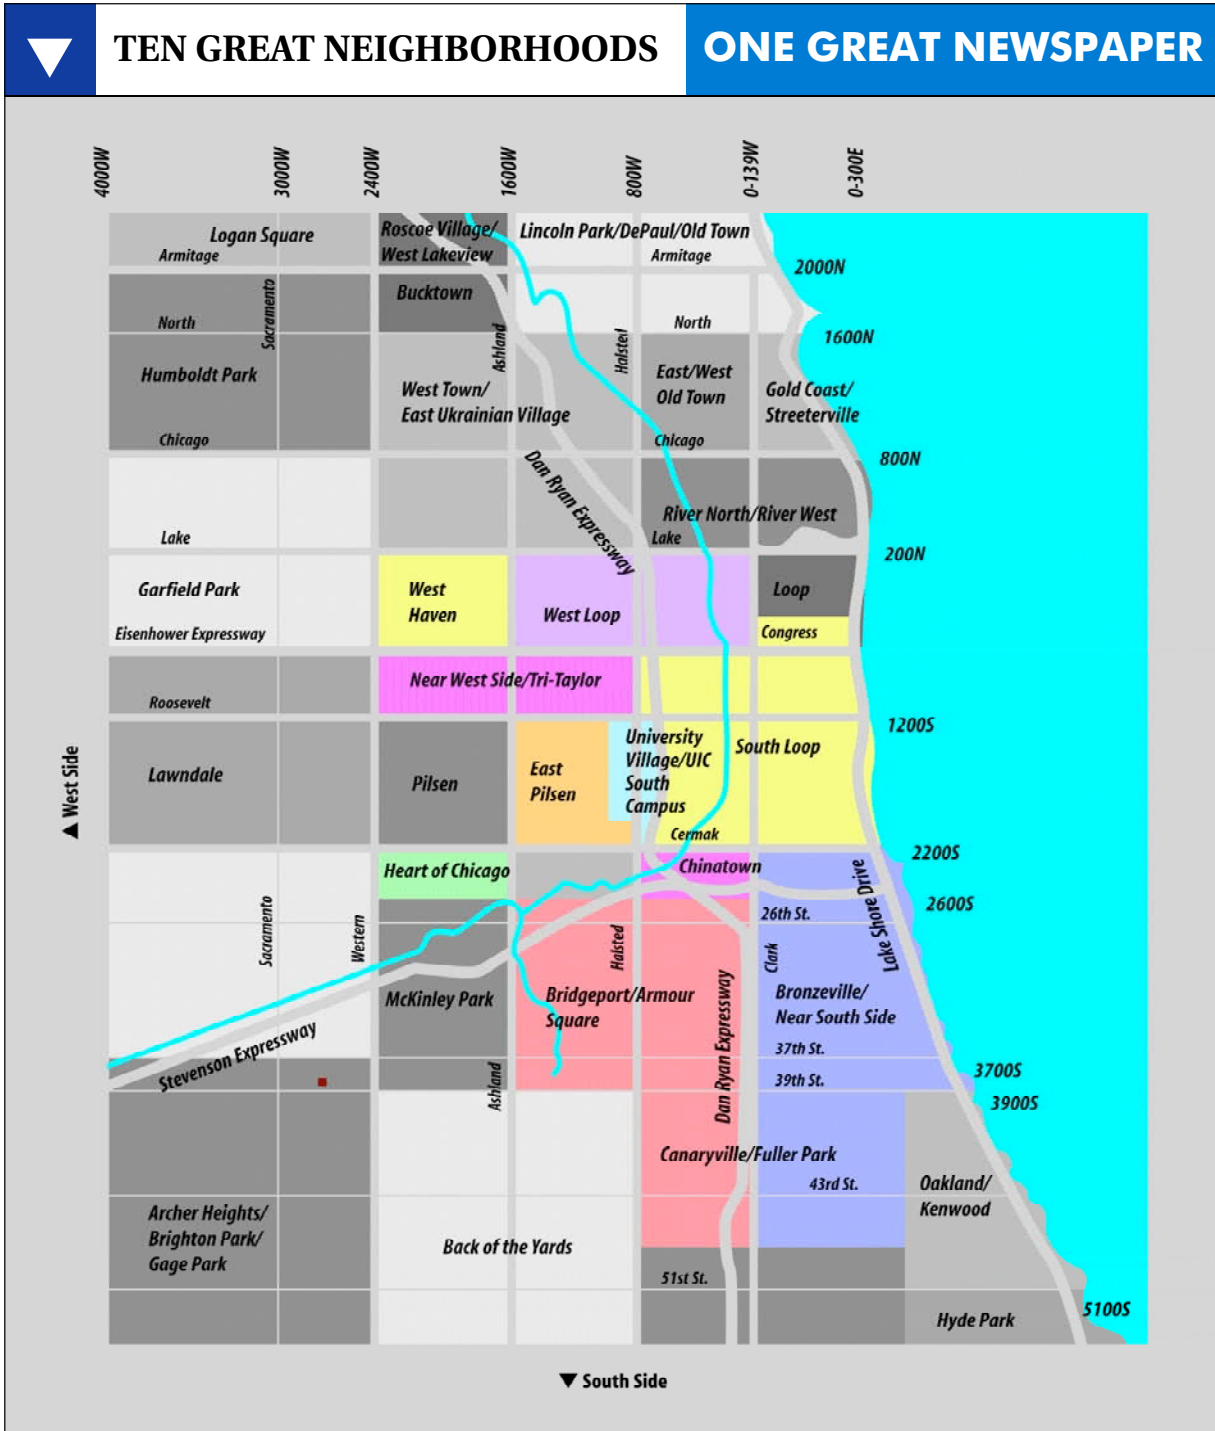 TEN GREAT NEIGHBORHOODS
ONE GREAT NEWSPAPER
4000W
3000W
2400W
1600W
800W
0-139W
0-300E
Logan Square
Armitage
Roscoe Village/
West Lakeview
Lincoln Park/DePaul/Old Town
Armitage
2000N
Sacramento
Bucktown
North
North
1600N
Ashland
Halsted
Humboldt Park
West Town/
East Ukrainian Village
East/West
Old Town
Gold Coast/
Streeterville
Chicago
Chicago
800N
Dan Ryan Expressway
River North/River West
Lake
Lake
200N
Garfield Park
West
Haven
West Loop
Loop
Eisenhower Expressway
Congress
Near West Side/Tri-Taylor
Roosevelt
1200S
West Side
Lawndale
Pilsen
East
Pilsen
University
Village/UIC
South
Campus
South Loop
Cermak
2200S
Heart of Chicago
Chinatown
Lake Shore Drive
2600S
Sacramento
Western
Halsted
26th St.
Clark
McKinley Park
Bridgeport/Armour
Square
Dan Ryan Expressway
Bronzeville/
Near South Side
Stevenson Expressway
37th St.
3700S
39th St.
3900S
Ashland
Canaryville/Fuller Park
43rd St.
Oakland/
Kenwood
Archer Heights/
Brighton Park/
Gage Park
Back of the Yards
51st St.
5100S
Hyde Park
South Side